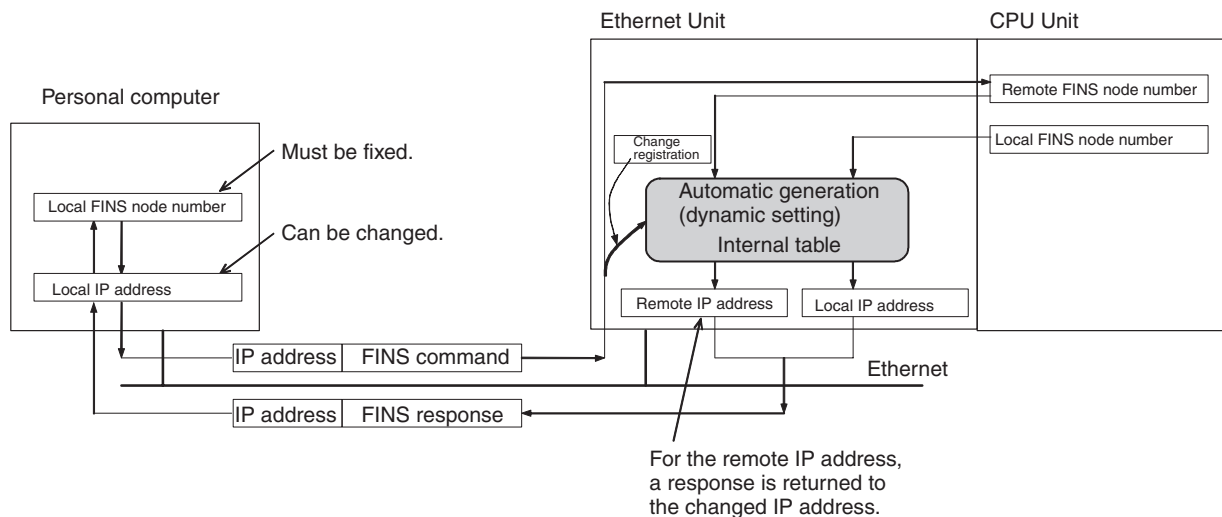 Ethernet Unit
CPU Unit
Personal computer
Remote FINS node number
Local FINS node number
Change
registration
Must be fixed.
Automatic generation
(dynamic setting)
Internal table
Local FINS node number
Can be changed.
Local IP address
Remote IP address
Local IP address
IP address
FINS command
Ethernet
IP address
FINS response
For the remote IP address,
a response is returned to
the changed IP address.